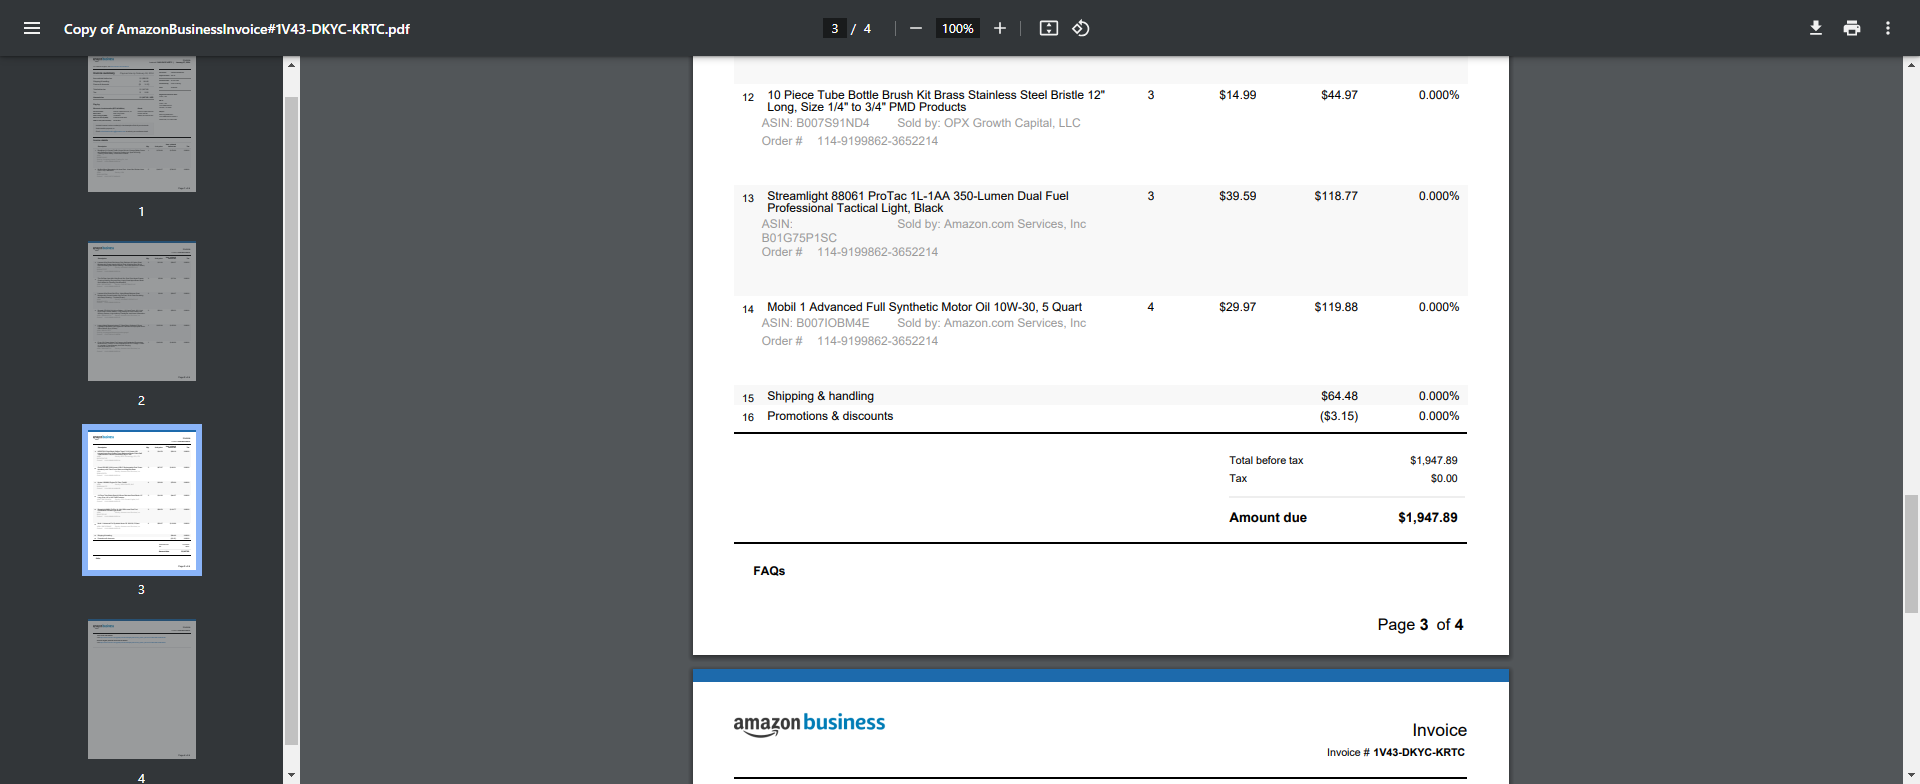 Copy of AmazonBusinessInvoice#1V43-DKYC-KRTC.pdf
3 / 4
100%
1
2
3
4
12 10 Piece Tube Bottle Brush Kit Brass Stainless Steel Bristle 12" 3 $14.99 $44.97 0.000%
Long, Size 1/4" to 3/4" PMD Products
ASIN: B007S91ND4 Sold by: OPX Growth Capital, LLC
Order # 114-9199862-3652214
13 Streamlight 88061 ProTac 1L-1AA 350-Lumen Dual Fuel 3 $39.59 $118.77 0.000%
Professional Tactical Light, Black
ASIN: Sold by: Amazon.com Services, Inc
B01G75P1SC
Order # 114-9199862-3652214
14 Mobil 1 Advanced Full Synthetic Motor Oil 10W-30, 5 Quart 4 $29.97 $119.88 0.000%
ASIN: B007IOBM4E Sold by: Amazon.com Services, Inc
Order # 114-9199862-3652214
15 Shipping & handling $64.48 0.000%
16 Promotions & discounts ($3.15) 0.000%
Total before tax $1,947.89
Tax $0.00
Amount due $1,947.89
FAQs
Page 3 of 4
amazon business
Invoice
Invoice # 1V43-DKYC-KRTC